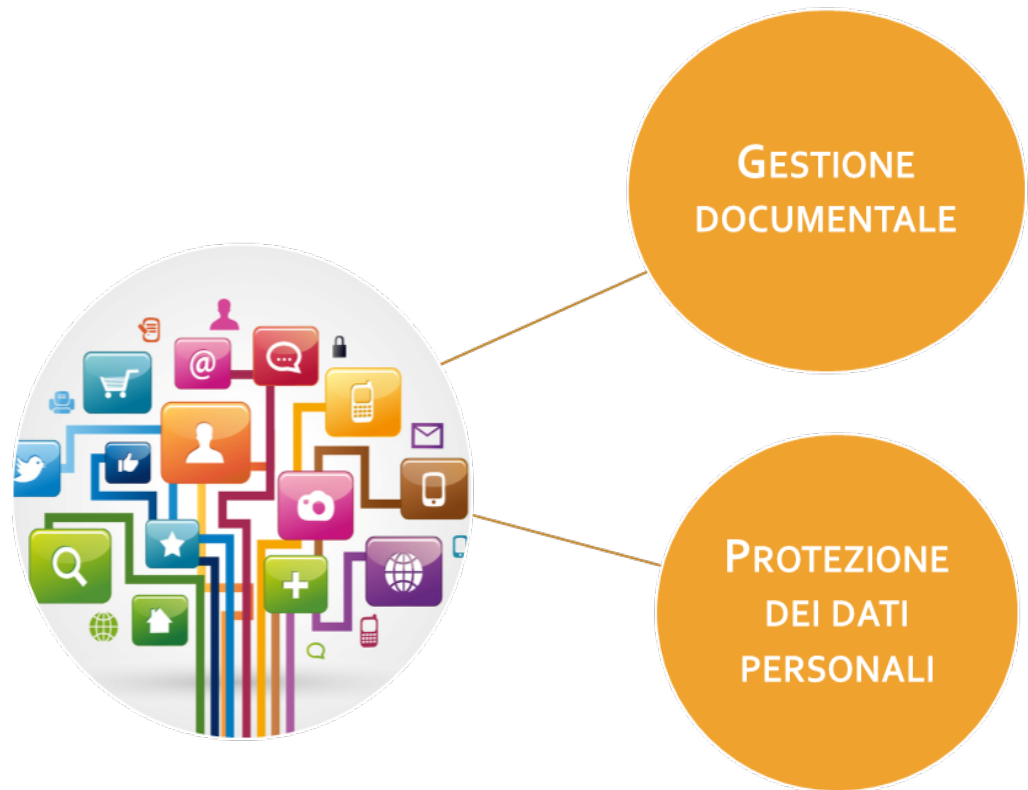 GESTIONE
DOCUMENTALE
@
PROTEZIONE
DEI DATI
PERSONALI